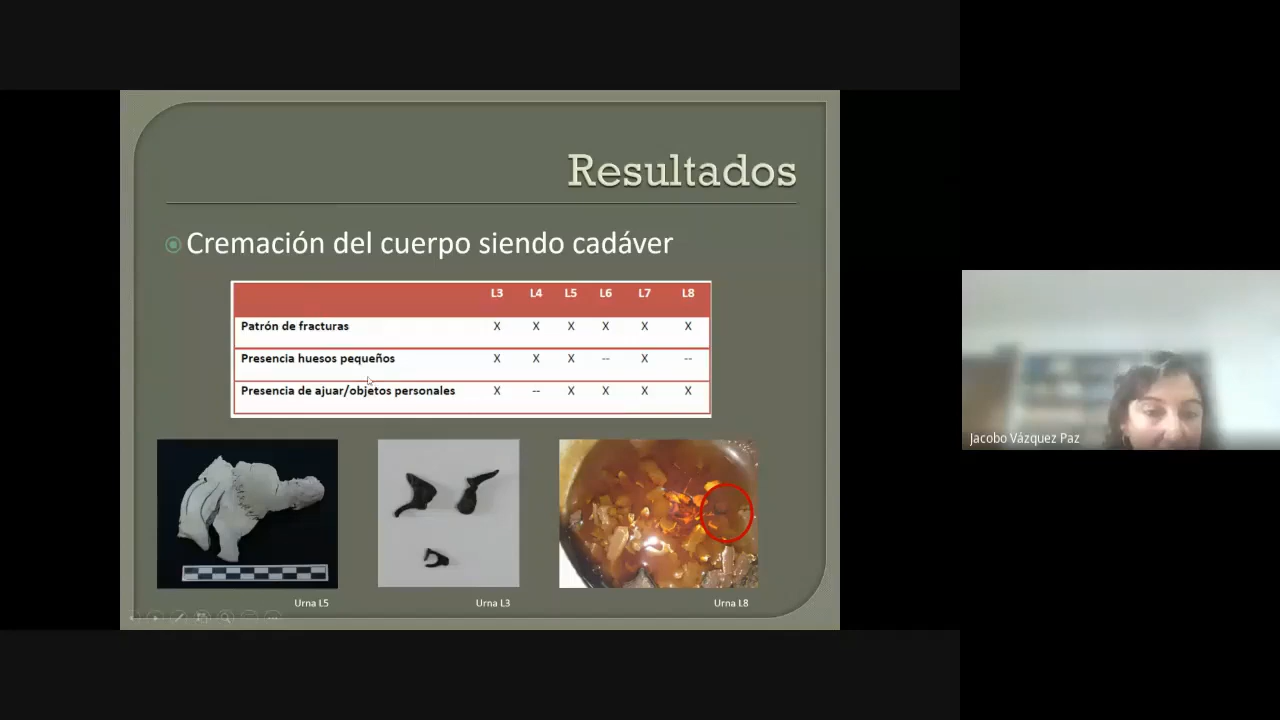 Resultados
Cremación del cuerpo siendo cadáver
L3 L4 L5 L6 L7 L8
Patrón de fracturas X X X X X X
Presencia huesos pequeños X X X -- X --
Presencia de ajuar/objetos personales X -- X X X X
Urna L5 Urna L3 Urna L8
Jacobo Vázquez Paz